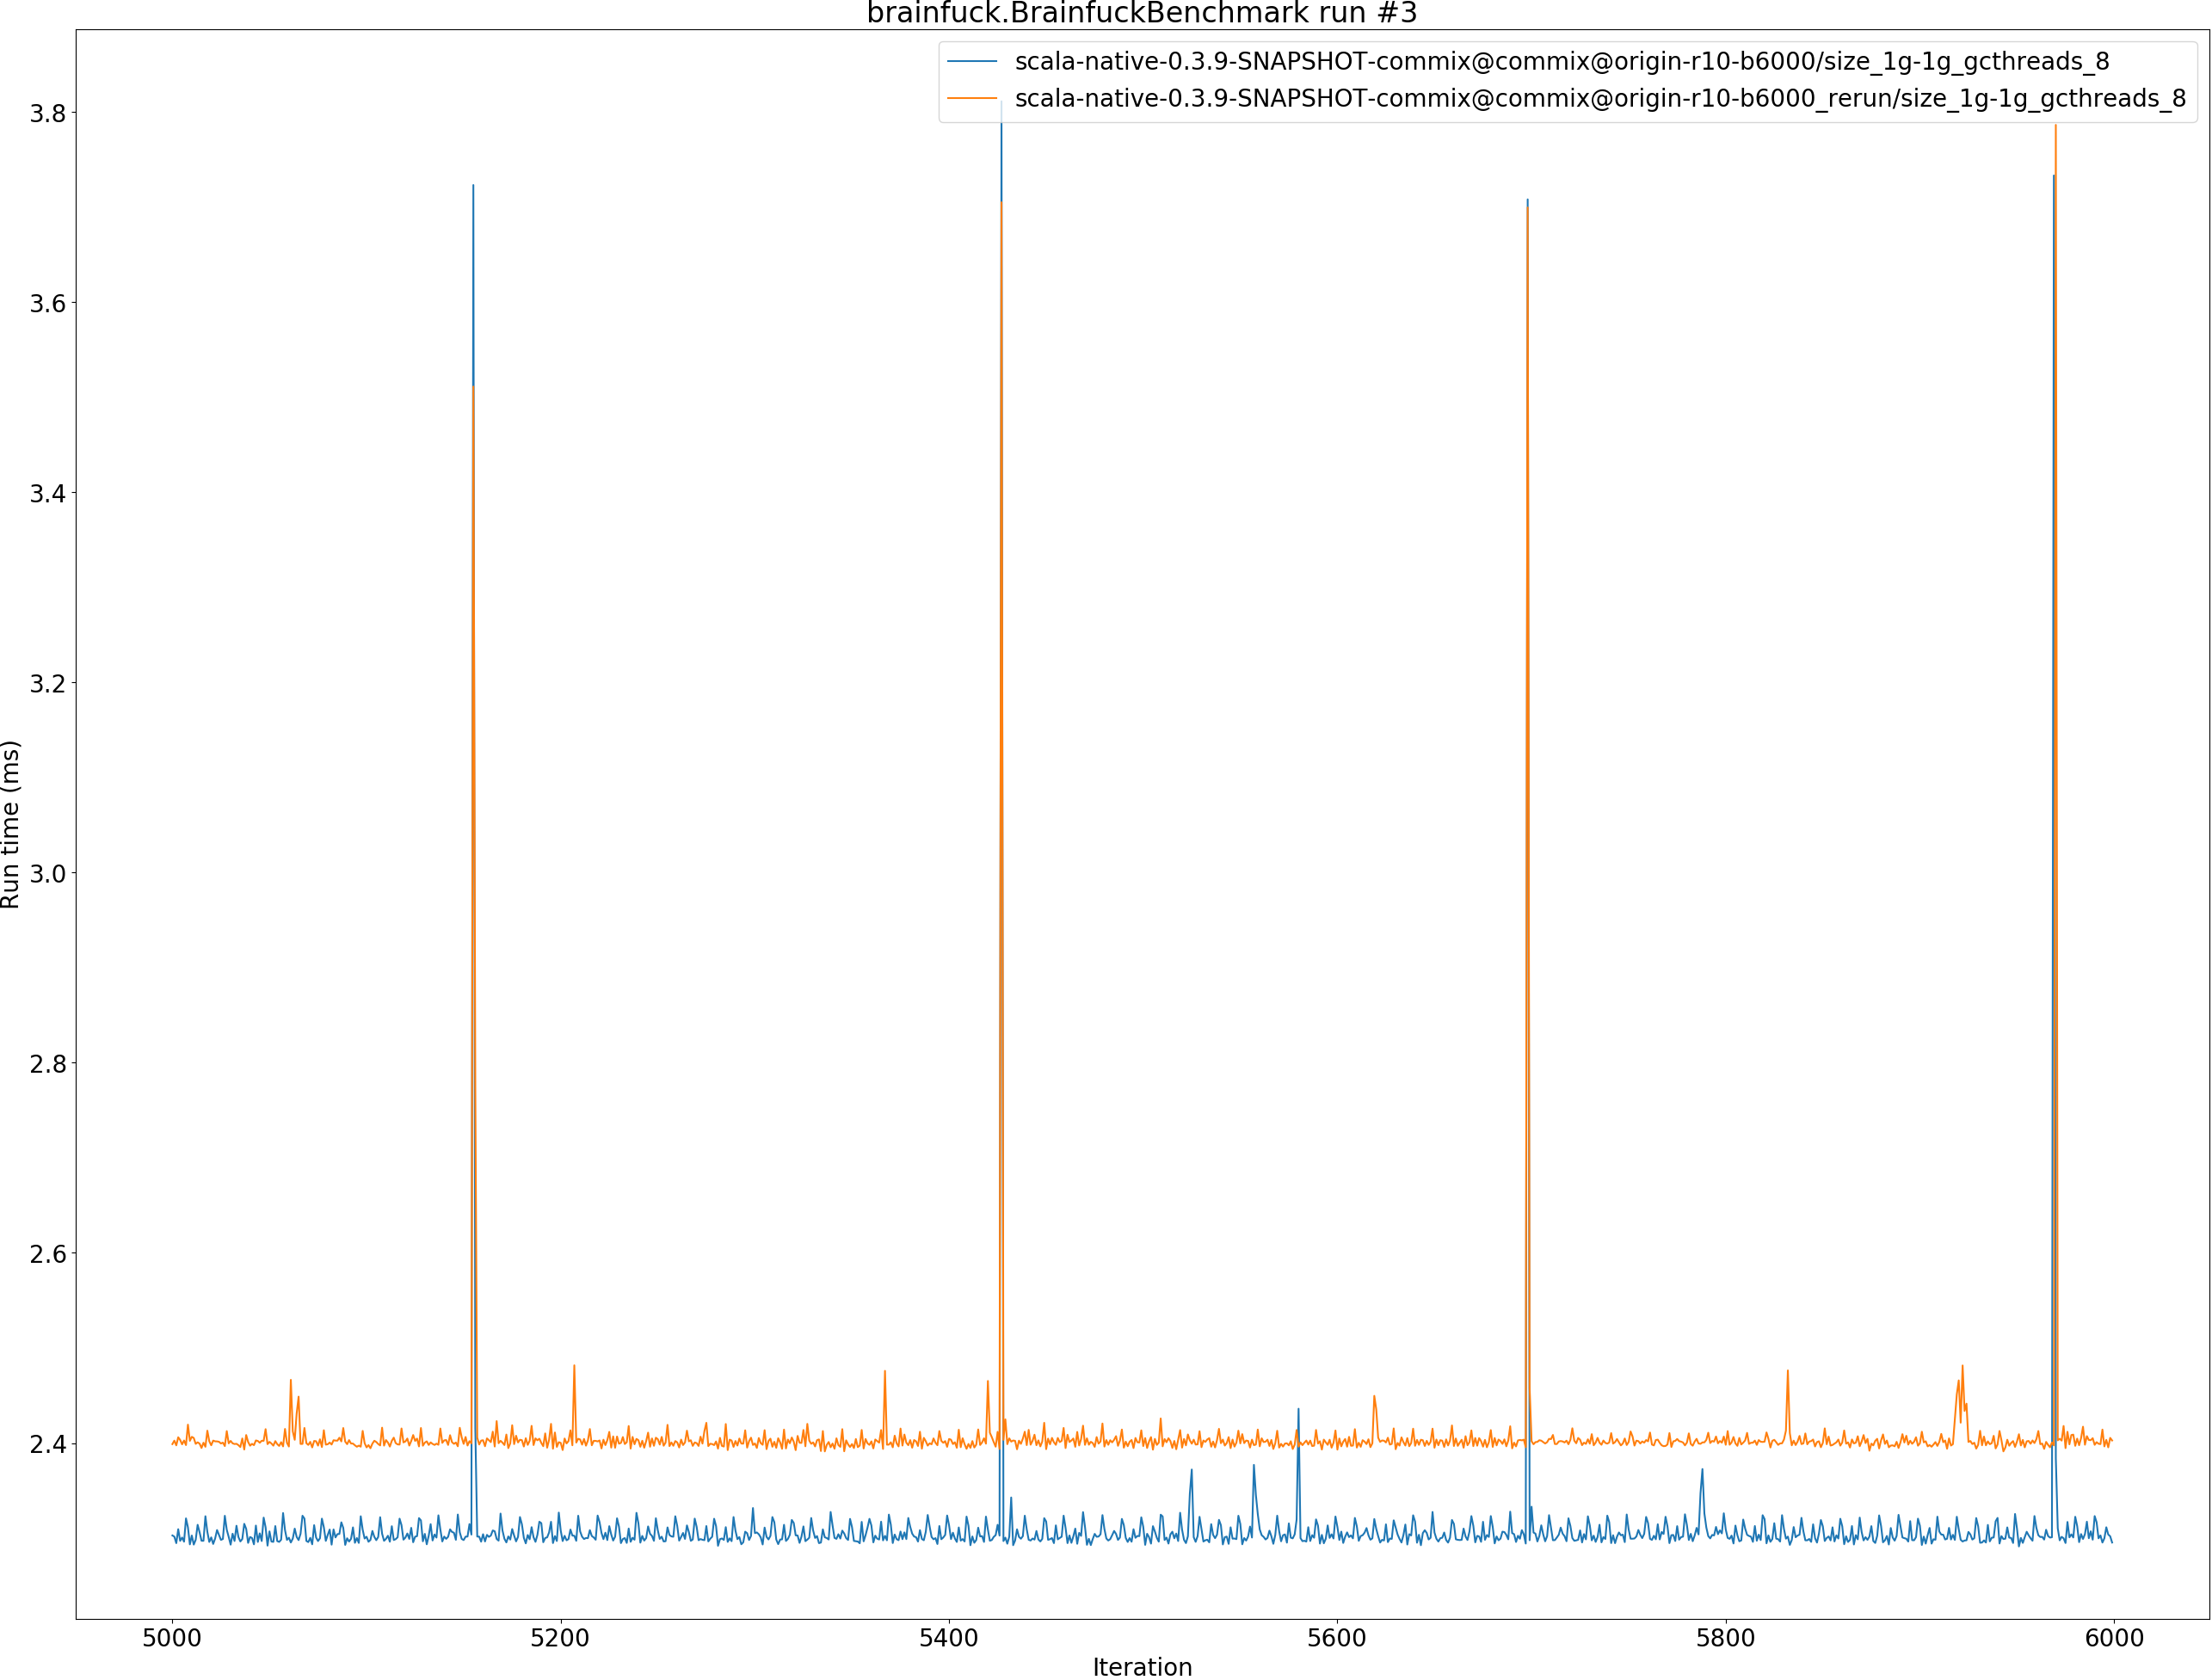 brainfuck.BrainfuckBenchmark run #3
scala-native-0.3.9-SNAPSHOT-commix@commix@origin-r10-b6000/size_1g-1g_gcthreads_8
scala-native-0.3.9-SNAPSHOT-commix@commix@origin-r10-b6000_rerun/size_1g-1g_gcthreads_8
3.8
3.6
3.4
3.2
3.0
2.8
2.6
2.4
Run time (ms)
5000 5200 5400 5600 5800 6000
Iteration